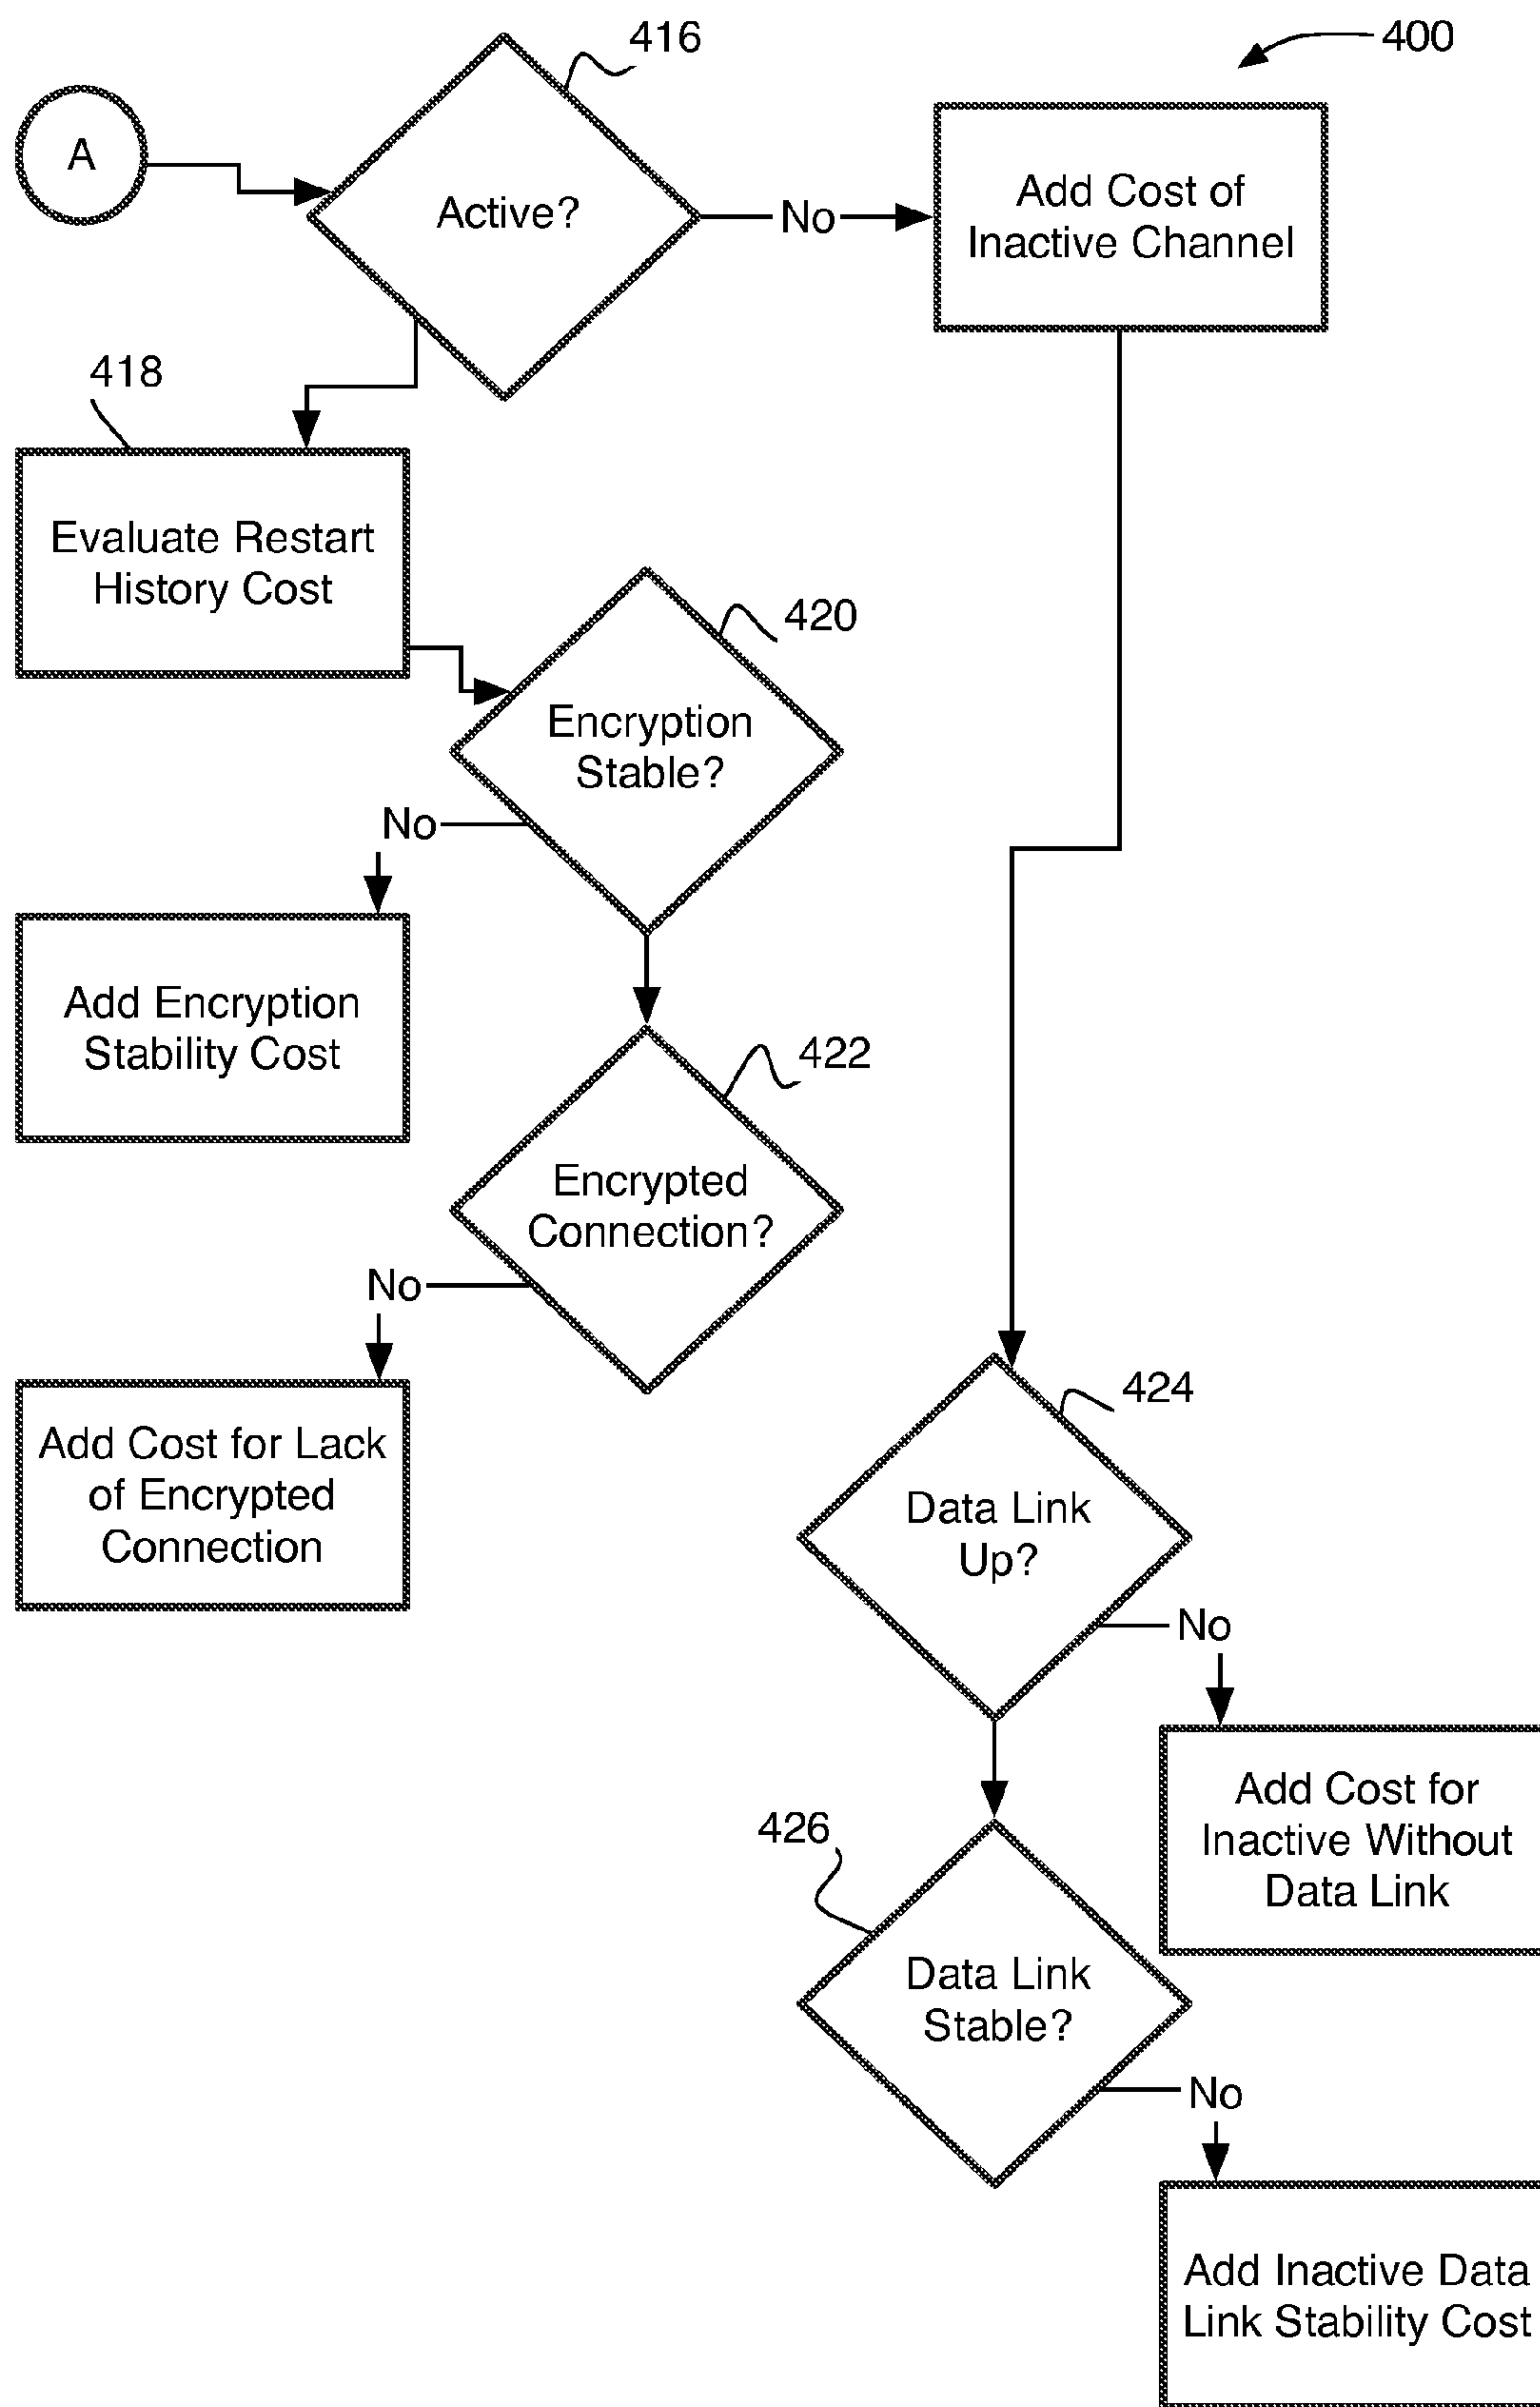 416
400
A
Active?
No
Add Cost of
Inactive Channel
418
Evaluate Restart
History Cost
420
Encryption
Stable?
No
Add Encryption
Stability Cost
422
Encrypted
Connection?
No
Add Cost for Lack
of Encrypted
Connection
424
Data Link
Up?
No
Add Cost for
Inactive Without
Data Link
426
Data Link
Stable?
No
Add Inactive Data
Link Stability Cost